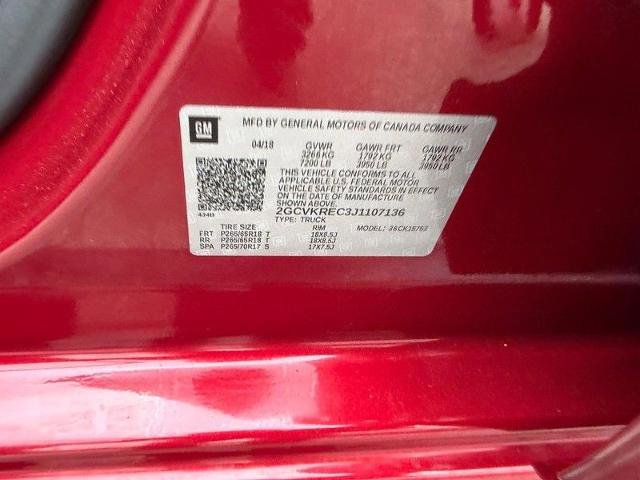 GM
MFD BY GENERAL MOTORS OF CANADA COMPANY
04/18 GVWR GAWR FRT GAWR RR
3266 KG 1792 KG 1792 KG
7200 LB 3950 LB 3950 LB
THIS VEHICLE CONFORMS TO ALL
APPLICABLE U.S. FEDERAL MOTOR
VEHICLE SAFETY STANDARDS IN EFFECT
ON THE DATE OF MANUFACTURE
SHOWN ABOVE.
2GCVKREC3J1107136
TYPE: TRUCK MODEL:
TIRE SIZE RIM
FRT P265/65R18 T 18X8.5J
RR P265/65R18 T 18X8.5J
SPA P265/70R17 S 17X7.5J